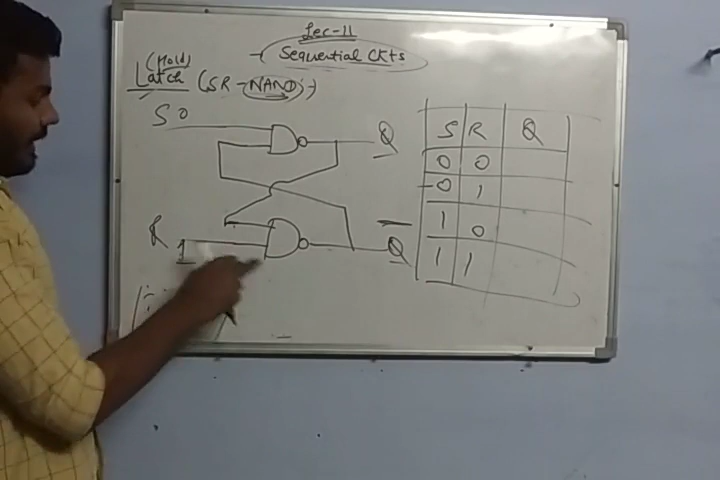 Lec-11
Sequential Ckts
(Hold)
Latch (SR-NAND):-
S 0
Q
R 1
Q
S R Q
0 0
0 1
1 0
1 1